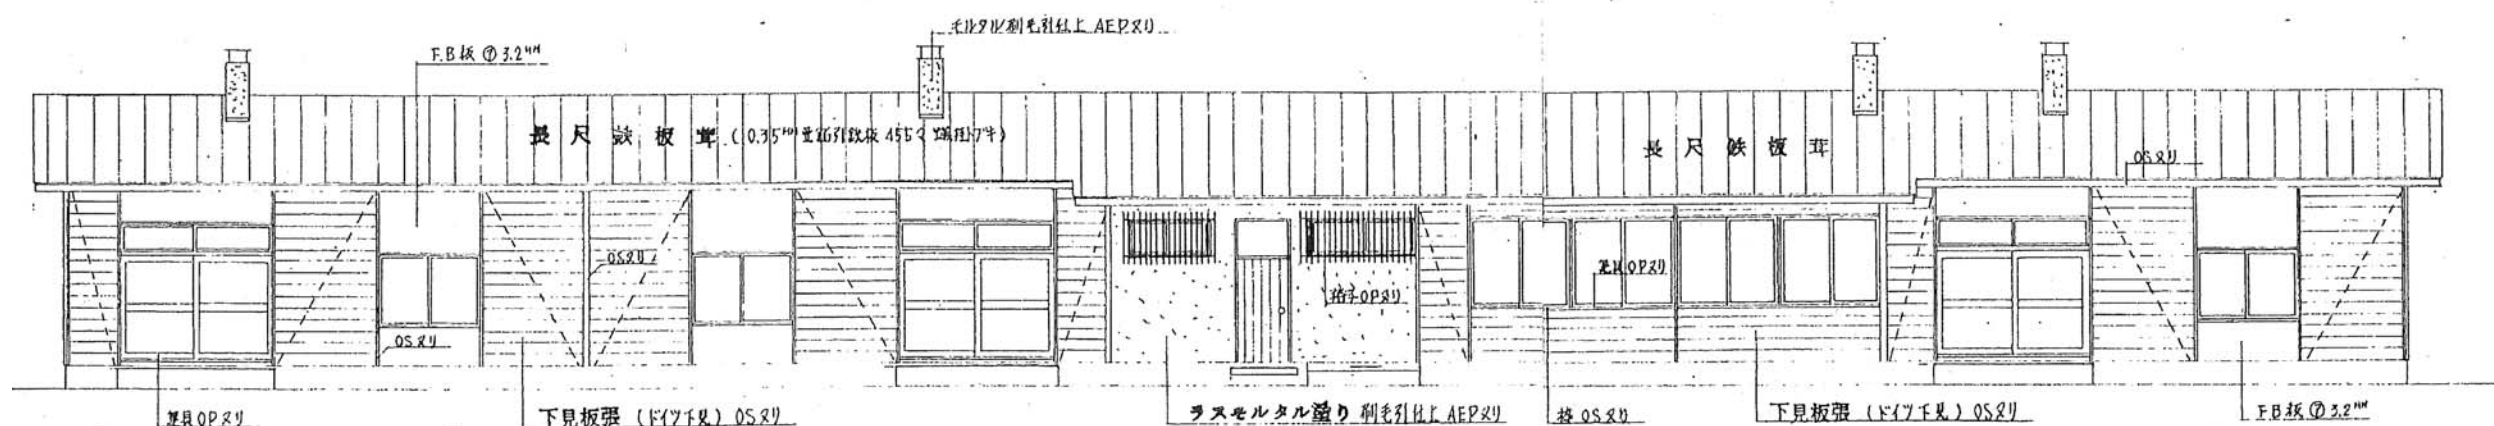 モルタル刷毛引仕上 AEPヌリ
F.B板 ⑦ 3.2mm
長尺鉄板葺 (0.35mm亜鉛引鉄板 455
長尺鉄板葺
OSヌリ
OSヌリ
建具OPヌリ
格子OPヌリ
OSヌリ
建具OPヌリ
下見板張 (ドイツ下見) OSヌリ
ラスモルタル塗り 刷毛引仕上 AEPヌリ
柱 OSヌリ
下見板張 (ドイツ下見) OSヌリ
F.B板 ⑦ 3.2mm